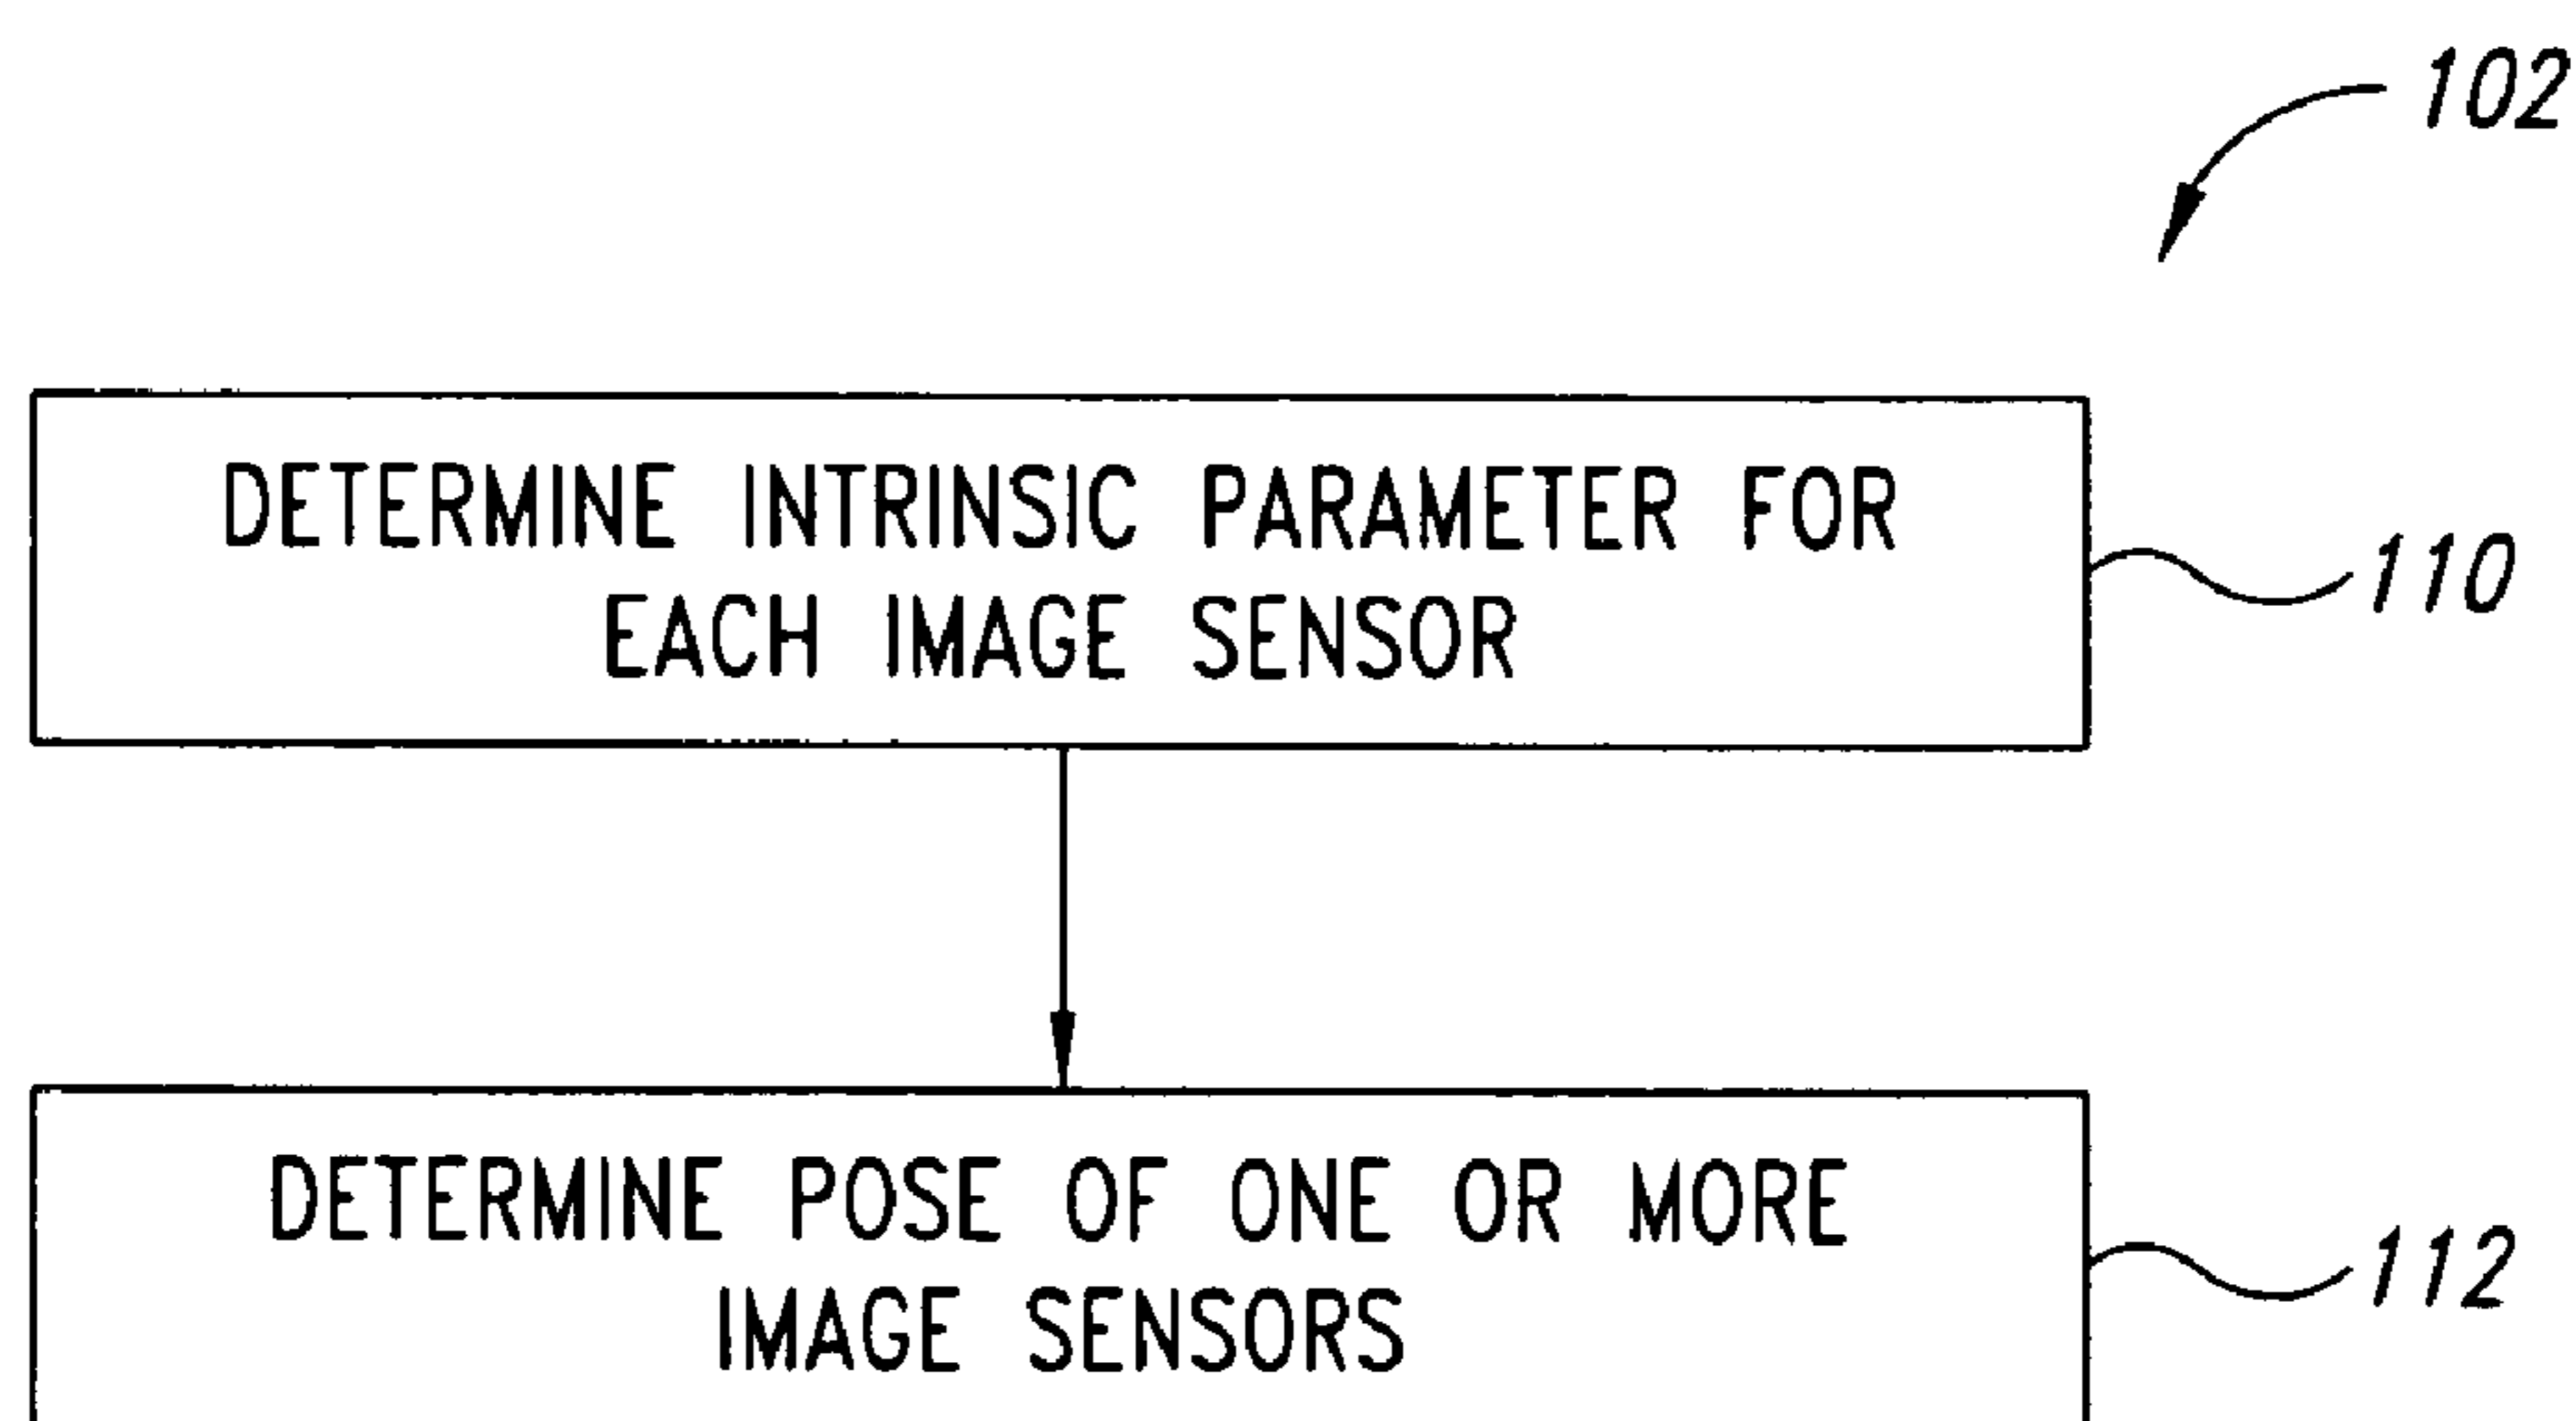 102
DETERMINE INTRINSIC PARAMETER FOR
EACH IMAGE SENSOR
110
DETERMINE POSE OF ONE OR MORE
IMAGE SENSORS
112